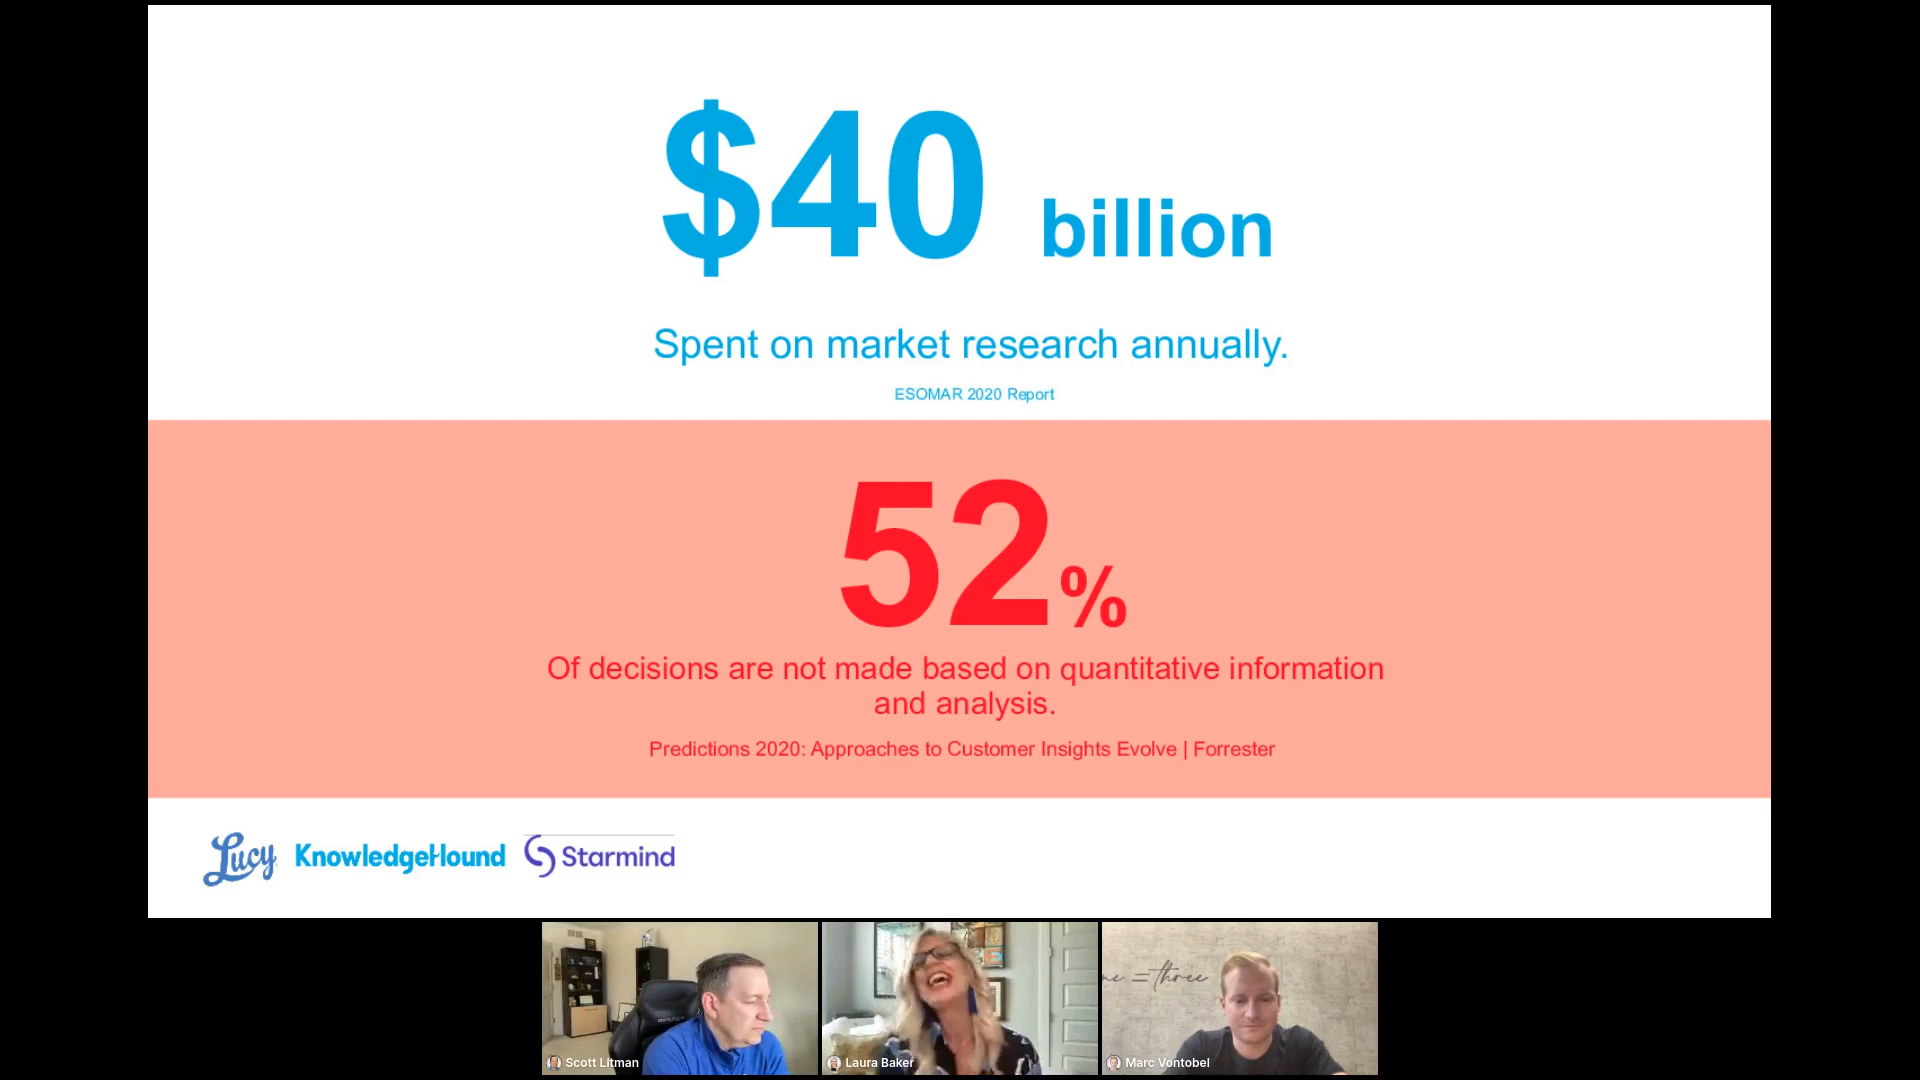 $40 billion
Spent on market research annually.
ESOMAR 2020 Report
52%
Of decisions are not made based on quantitative information
and analysis.
Predictions 2020: Approaches to Customer Insights Evolve | Forrester
Lucy KnowledgeHound Starmind
=three
Scott Litman
Laura Baker
Marc Vontobel